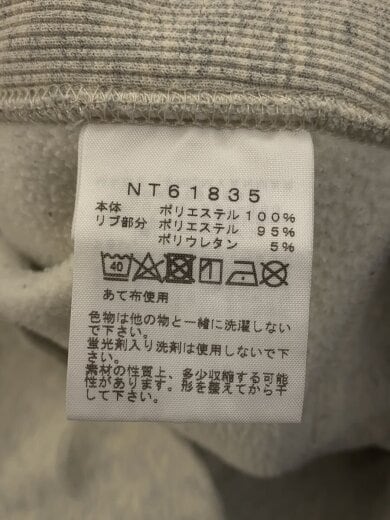 NT61835
本体 ポリエステル 100%
リブ部分 ポリエステル 95%
ポリウレタン 5%
40
あて布使用
色物は他の物と一緒に洗濯しない
で下さい。
蛍光剤入り洗剤は使用しないで下
さい。
素材の性質上、多少収縮する可能
性があります。形を整えてから干
して下さい。